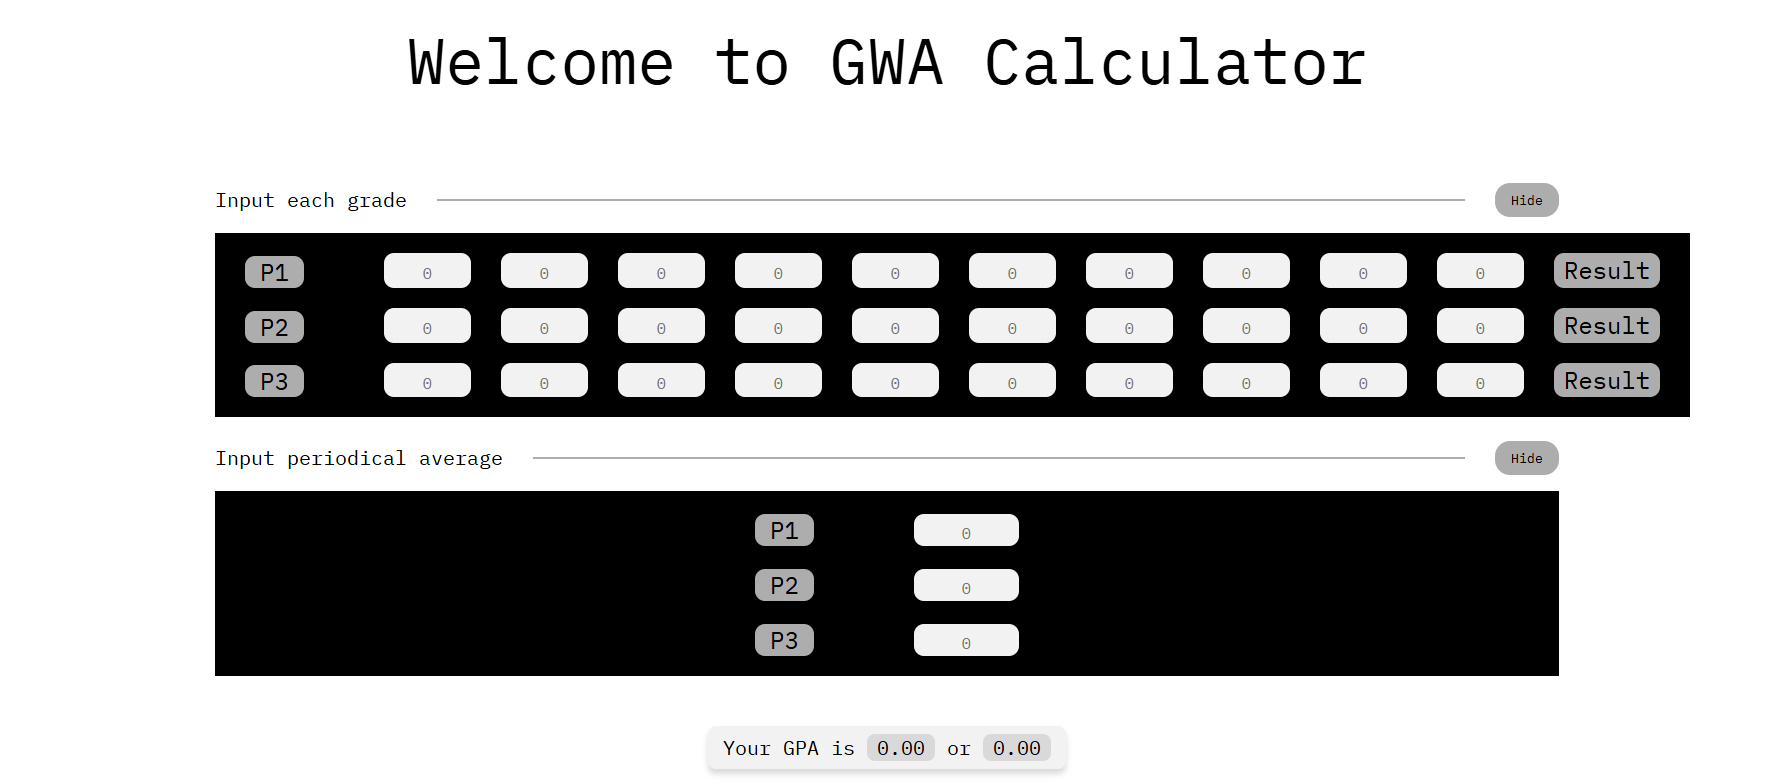 Welcome to GWA Calculator
Input each grade Hide
P1 0 0 0 0 0 0 0 0 0 0 Result
P2 0 0 0 0 0 0 0 0 0 0 Result
P3 0 0 0 0 0 0 0 0 0 0 Result
Input periodical average Hide
P1 0
P2 0
P3 0
Your GPA is 0.00 or 0.00